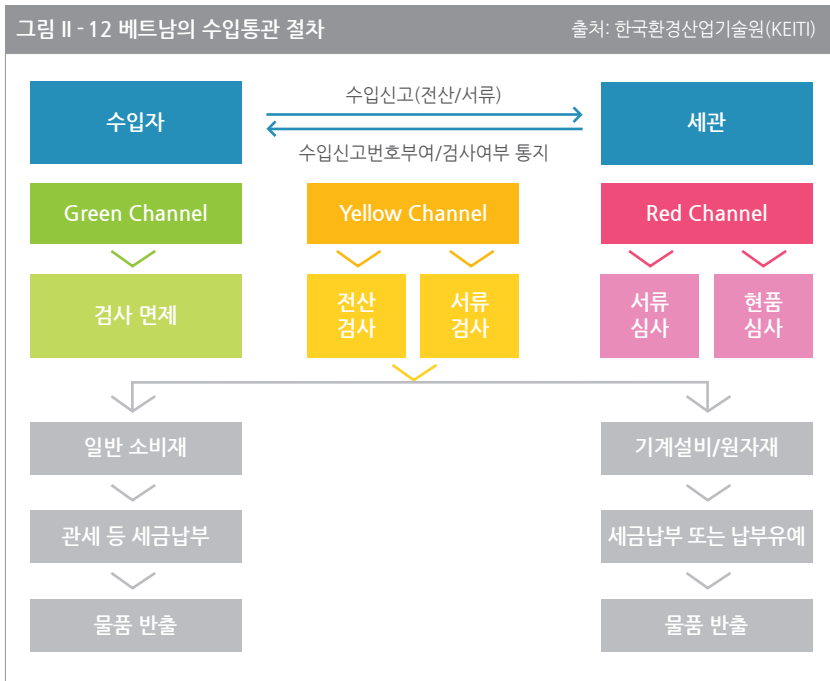 그림 II - 12 베트남의 수입통관 절차
출처: 한국환경산업기술원(KEITI)
수입자
수입신고(전산/서류)
수입신고번호부여/검사여부 통지
세관
Green Channel
Yellow Channel
Red Channel
검사 면제
전산
검사
서류
검사
서류
심사
현품
심사
일반 소비재
기계설비/원자재
관세 등 세금납부
세금납부 또는 납부유예
물품 반출
물품 반출